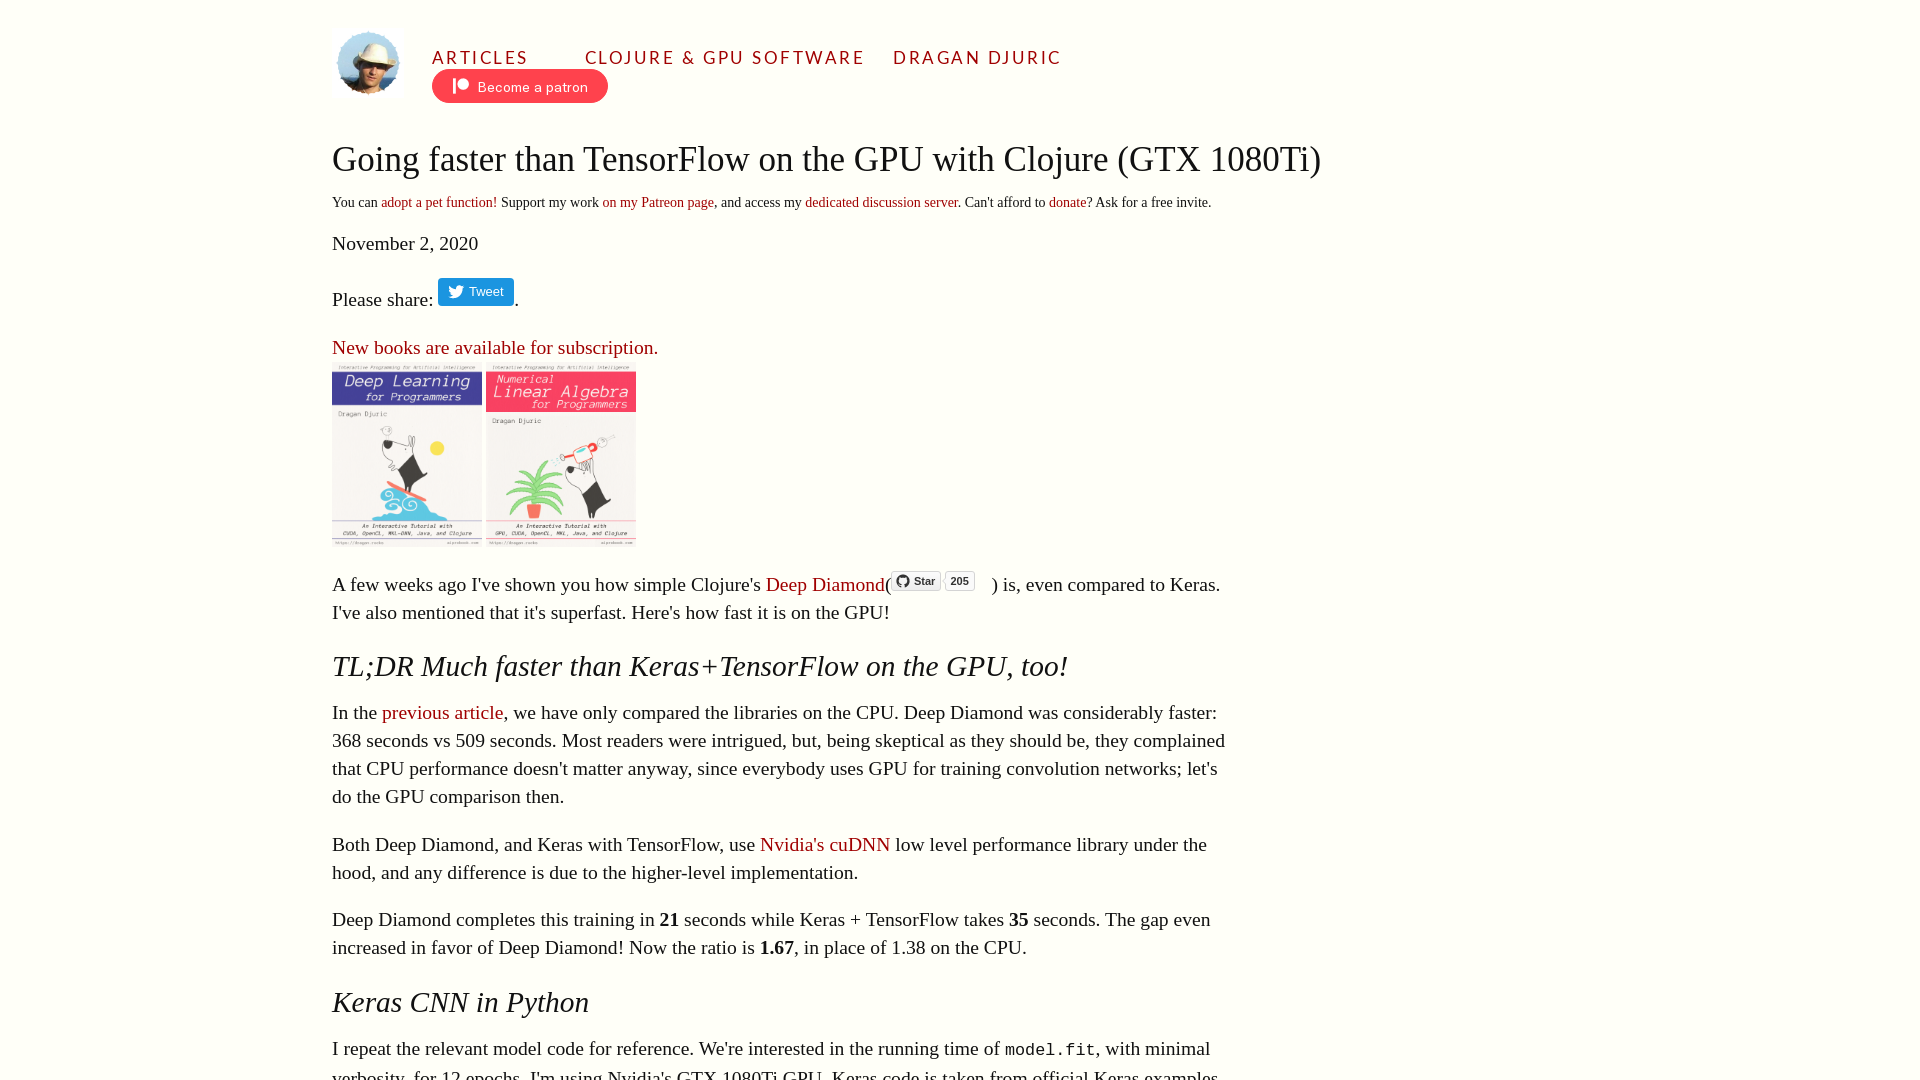 ARTICLES CLOJURE & GPU SOFTWARE DRAGAN DJURIC
Become a patron
Going faster than TensorFlow on the GPU with Clojure (GTX 1080Ti)
You can adopt a pet function! Support my work on my Patreon page, and access my dedicated discussion server. Can't afford to donate? Ask for a free invite.
November 2, 2020
Please share: Tweet.
New books are available for subscription.
Interactive Programming for Artificial Intelligence
Deep Learning
for Programmers
Dragan Djuric
An Interactive Tutorial with
CUDA, OpenCL, MKL-DNN, Java, and Clojure
https://dragan.rocks aiprobook.com
Interactive Programming for Artificial Intelligence
Numerical
Linear Algebra
for Programmers
Dragan Djuric
An Interactive Tutorial with
GPU, CUDA, OpenCL, MKL, Java, and Clojure
https://dragan.rocks aiprobook.com
A few weeks ago I've shown you how simple Clojure's Deep Diamond( Star 205 ) is, even compared to Keras.
I've also mentioned that it's superfast. Here's how fast it is on the GPU!
TL;DR Much faster than Keras+TensorFlow on the GPU, too!
In the previous article, we have only compared the libraries on the CPU. Deep Diamond was considerably faster:
368 seconds vs 509 seconds. Most readers were intrigued, but, being skeptical as they should be, they complained
that CPU performance doesn't matter anyway, since everybody uses GPU for training convolution networks; let's
do the GPU comparison then.
Both Deep Diamond, and Keras with TensorFlow, use Nvidia's cuDNN low level performance library under the
hood, and any difference is due to the higher-level implementation.
Deep Diamond completes this training in 21 seconds while Keras + TensorFlow takes 35 seconds. The gap even
increased in favor of Deep Diamond! Now the ratio is 1.67, in place of 1.38 on the CPU.
Keras CNN in Python
I repeat the relevant model code for reference. We're interested in the running time of model.fit, with minimal
verbosity, for 12 epochs. I'm using Nvidia's GTX 1080Ti GPU. Keras code is taken from official Keras examples.